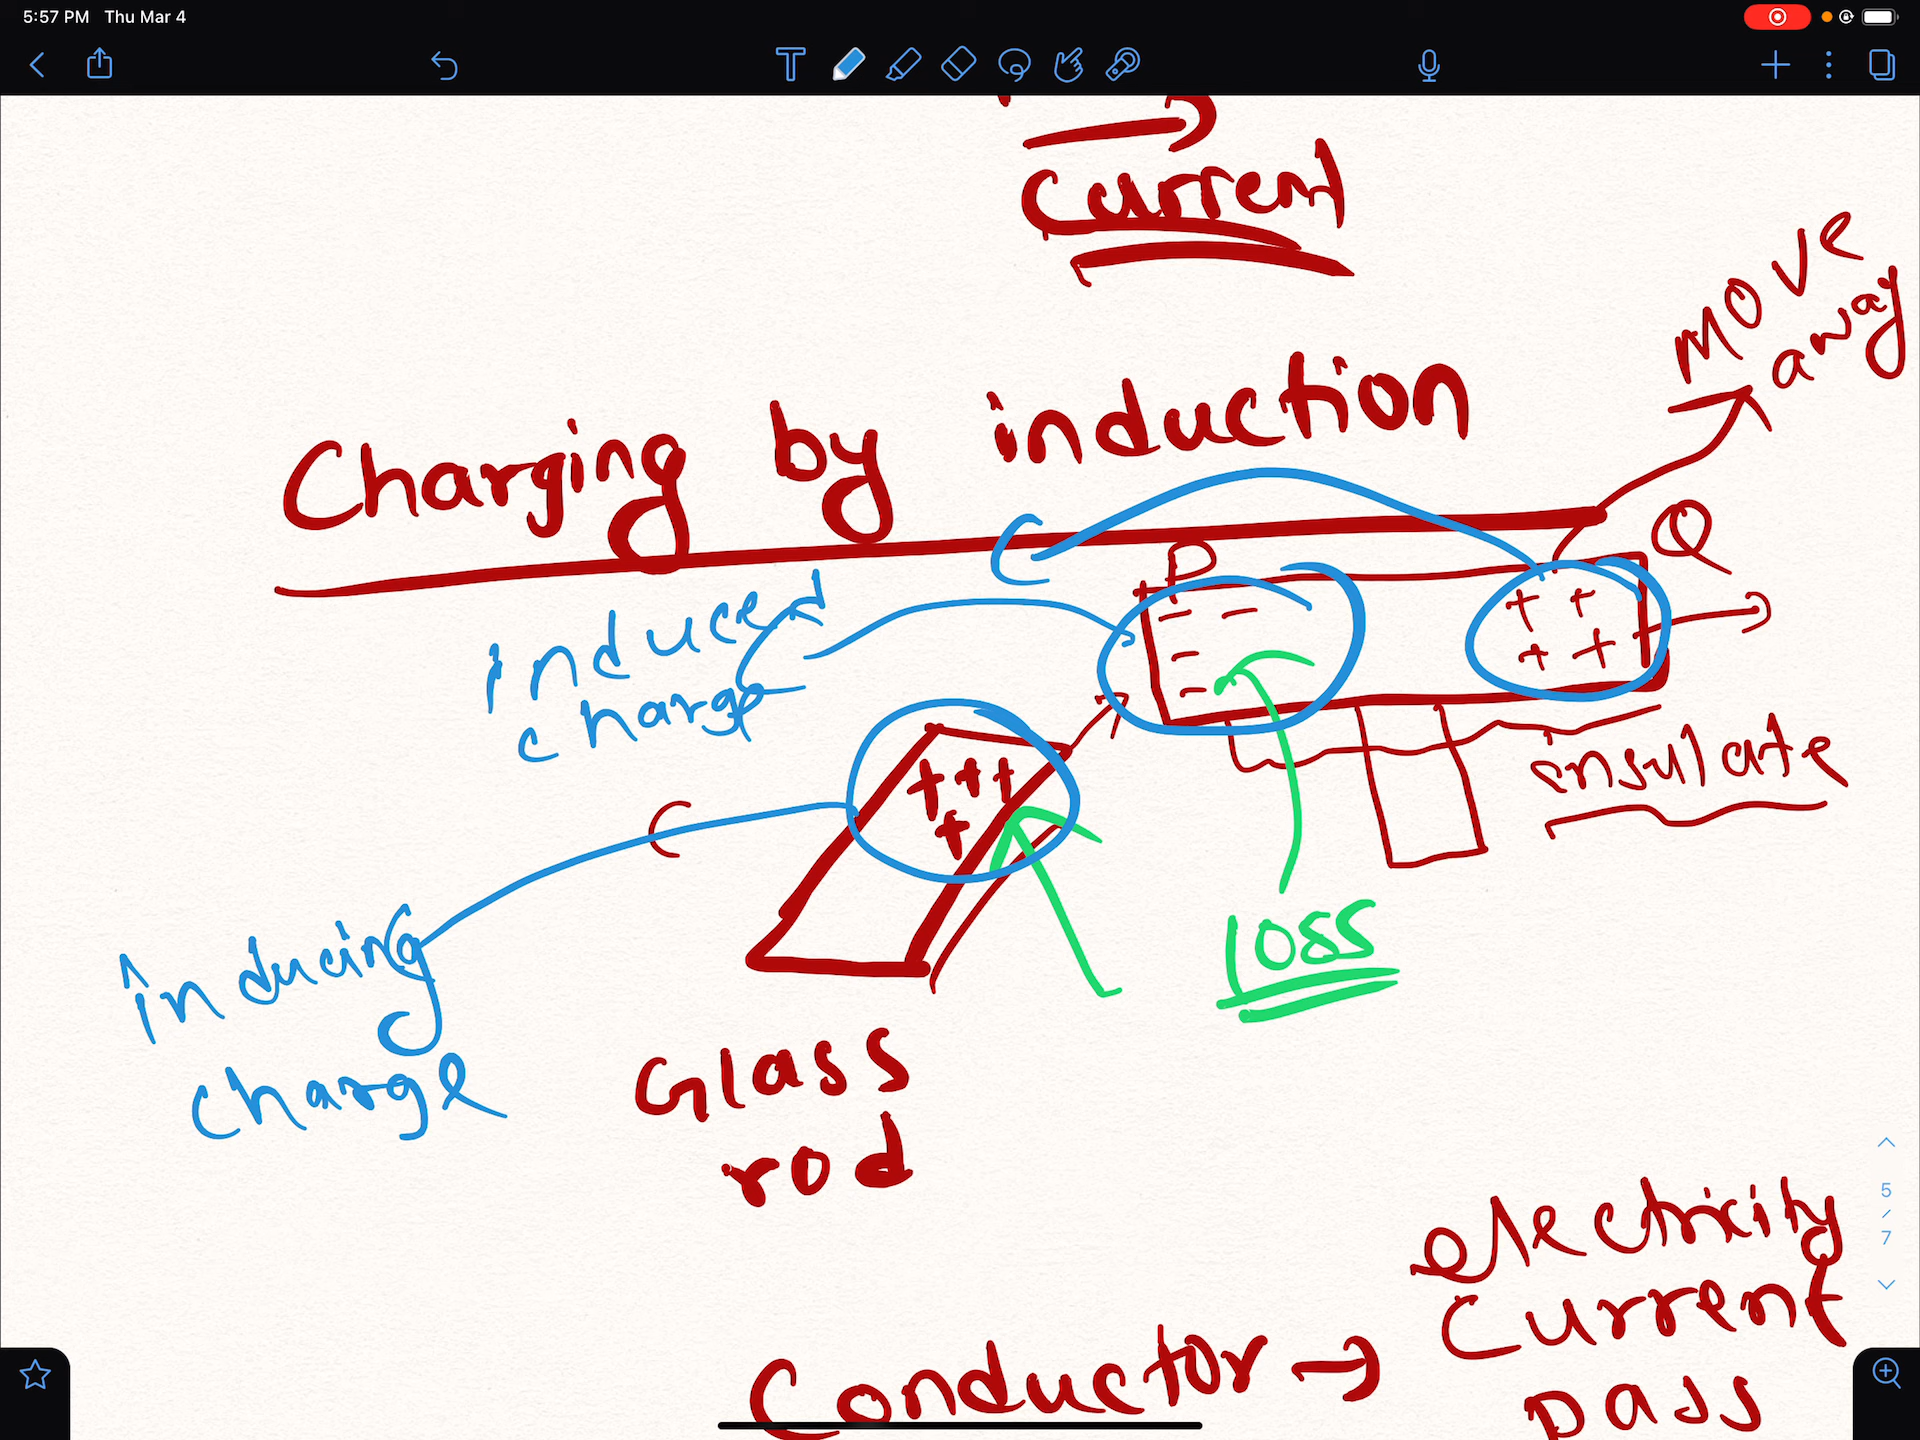 5:57 PM Thu Mar 4
current
move
away
Charging by induction
P
Q
induced
charge
- -
-
-
+ +
+ +
+ + +
+
insulate
inducing
charge
loss
Glass
rod
5
/
7
electricity
Conductor → current
pass